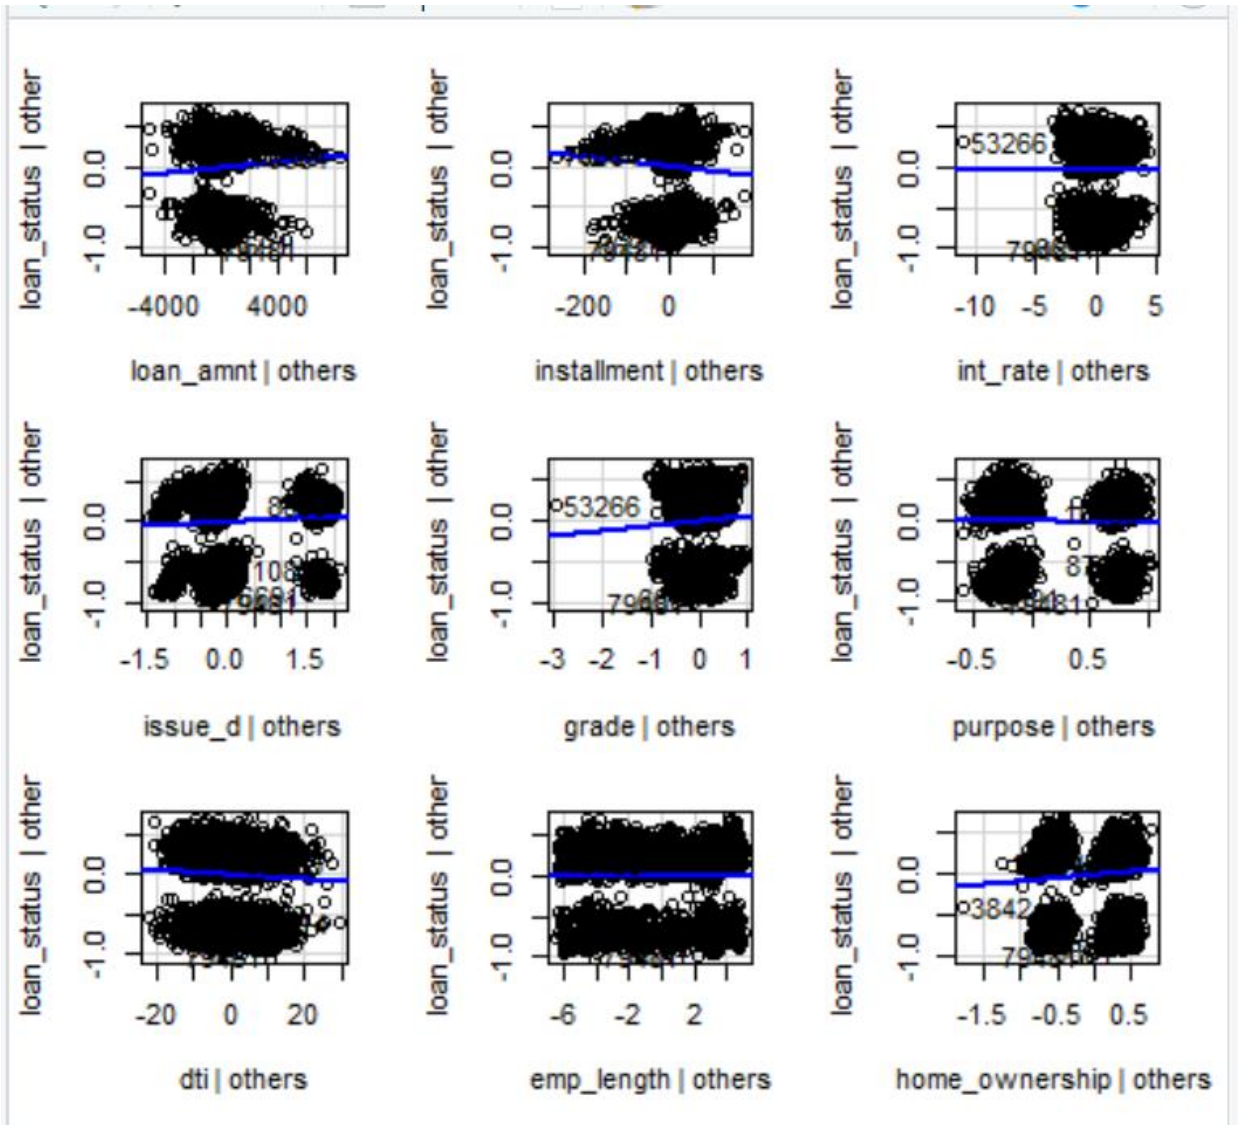 loan_status | other
loan_status | other
loan_status | other
0.0
-1.0
0.0
-1.0
0.0
-1.0
53266
-4000 4000
-200 0
-10 -5 0 5
loan_amnt | others
installment | others
int_rate | others
loan_status | other
loan_status | other
loan_status | other
0.0
-1.0
0.0
-1.0
0.0
-1.0
53266
-1.5 0.0 1.5
-3 -2 -1 0 1
-0.5 0.5
issue_d | others
grade | others
purpose | others
loan_status | other
loan_status | other
loan_status | other
0.0
-1.0
0.0
-1.0
0.0
-1.0
3842
-20 0 20
-6 -2 2
-1.5 -0.5 0.5
dti | others
emp_length | others
home_ownership | others